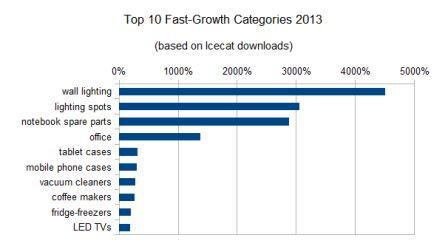 Top 10 Fast-Growth Categories 2013
(based on Icecat downloads)
0% 1000% 2000% 3000% 4000% 5000%
wall lighting
lighting spots
notebook spare parts
office
tablet cases
mobile phone cases
vacuum cleaners
coffee makers
fridge-freezers
LED TVs